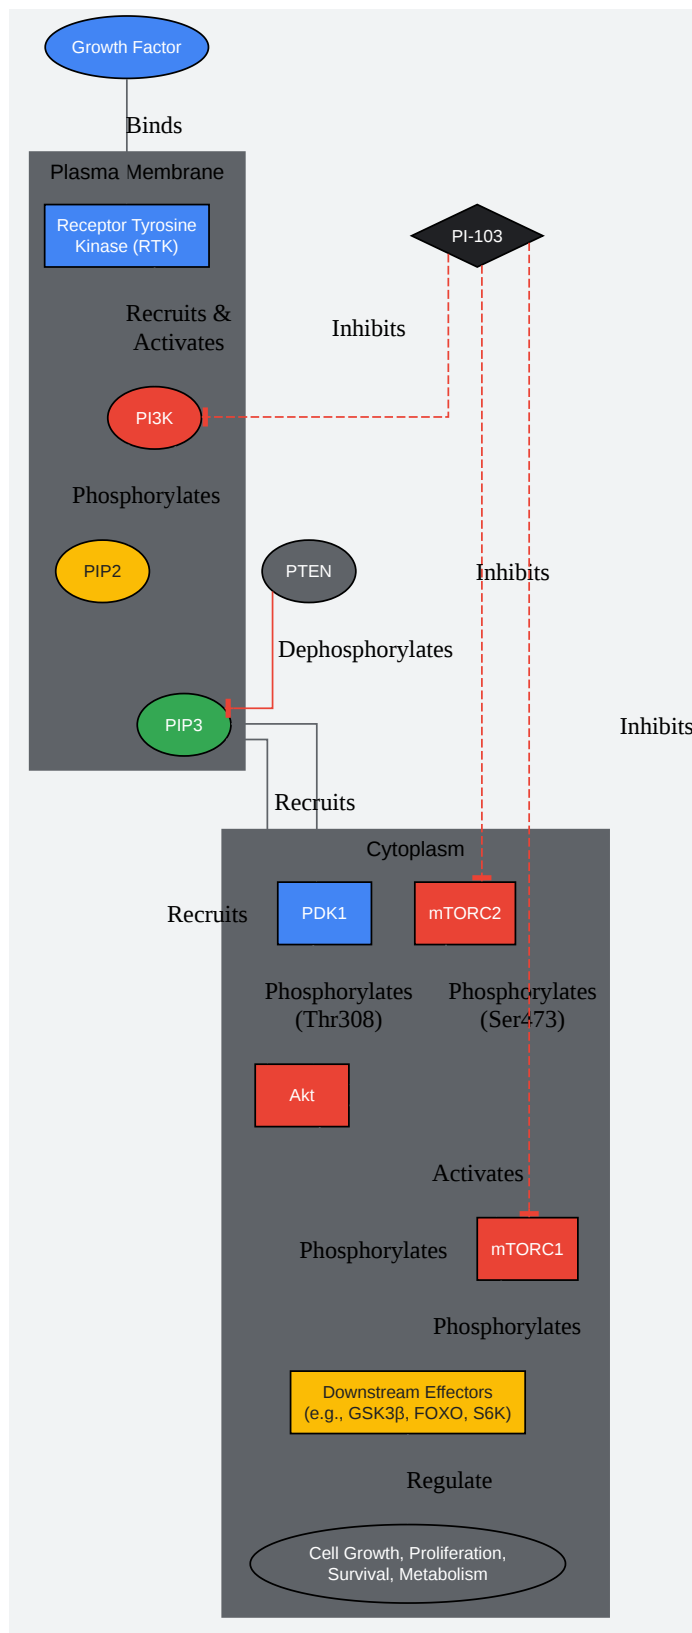 Growth Factor
Binds
Plasma Membrane
Receptor Tyrosine
Kinase (RTK)
PI-103
Recruits &
Activates
Inhibits
PI3K
Phosphorylates
PIP2
PTEN
Inhibits
Dephosphorylates
PIP3
Inhibits
Recruits
Cytoplasm
Recruits
PDK1
mTORC2
Phosphorylates
(Thr308)
Phosphorylates
(Ser473)
Akt
Activates
Phosphorylates
mTORC1
Phosphorylates
Downstream Effectors
(e.g., GSK3β, FOXO, S6K)
Regulate
Cell Growth, Proliferation,
Survival, Metabolism